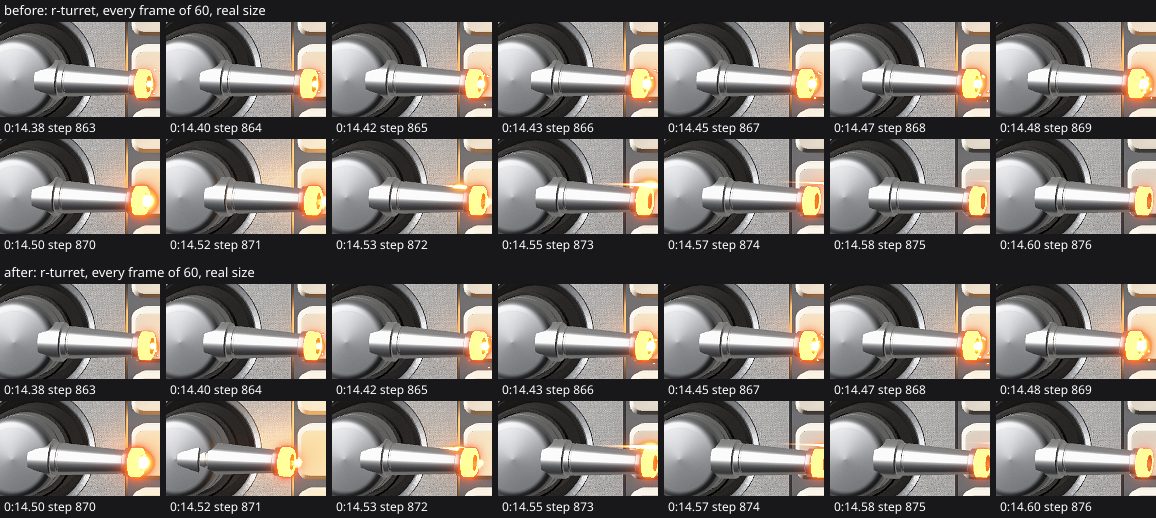 before: r-turret, every frame of 60, real size
0:14.38 step 863 0:14.40 step 864 0:14.42 step 865 0:14.43 step 866 0:14.45 step 867 0:14.47 step 868 0:14.48 step 869
0:14.50 step 870 0:14.52 step 871 0:14.53 step 872 0:14.55 step 873 0:14.57 step 874 0:14.58 step 875 0:14.60 step 876
after: r-turret, every frame of 60, real size
0:14.38 step 863 0:14.40 step 864 0:14.42 step 865 0:14.43 step 866 0:14.45 step 867 0:14.47 step 868 0:14.48 step 869
0:14.50 step 870 0:14.52 step 871 0:14.53 step 872 0:14.55 step 873 0:14.57 step 874 0:14.58 step 875 0:14.60 step 876